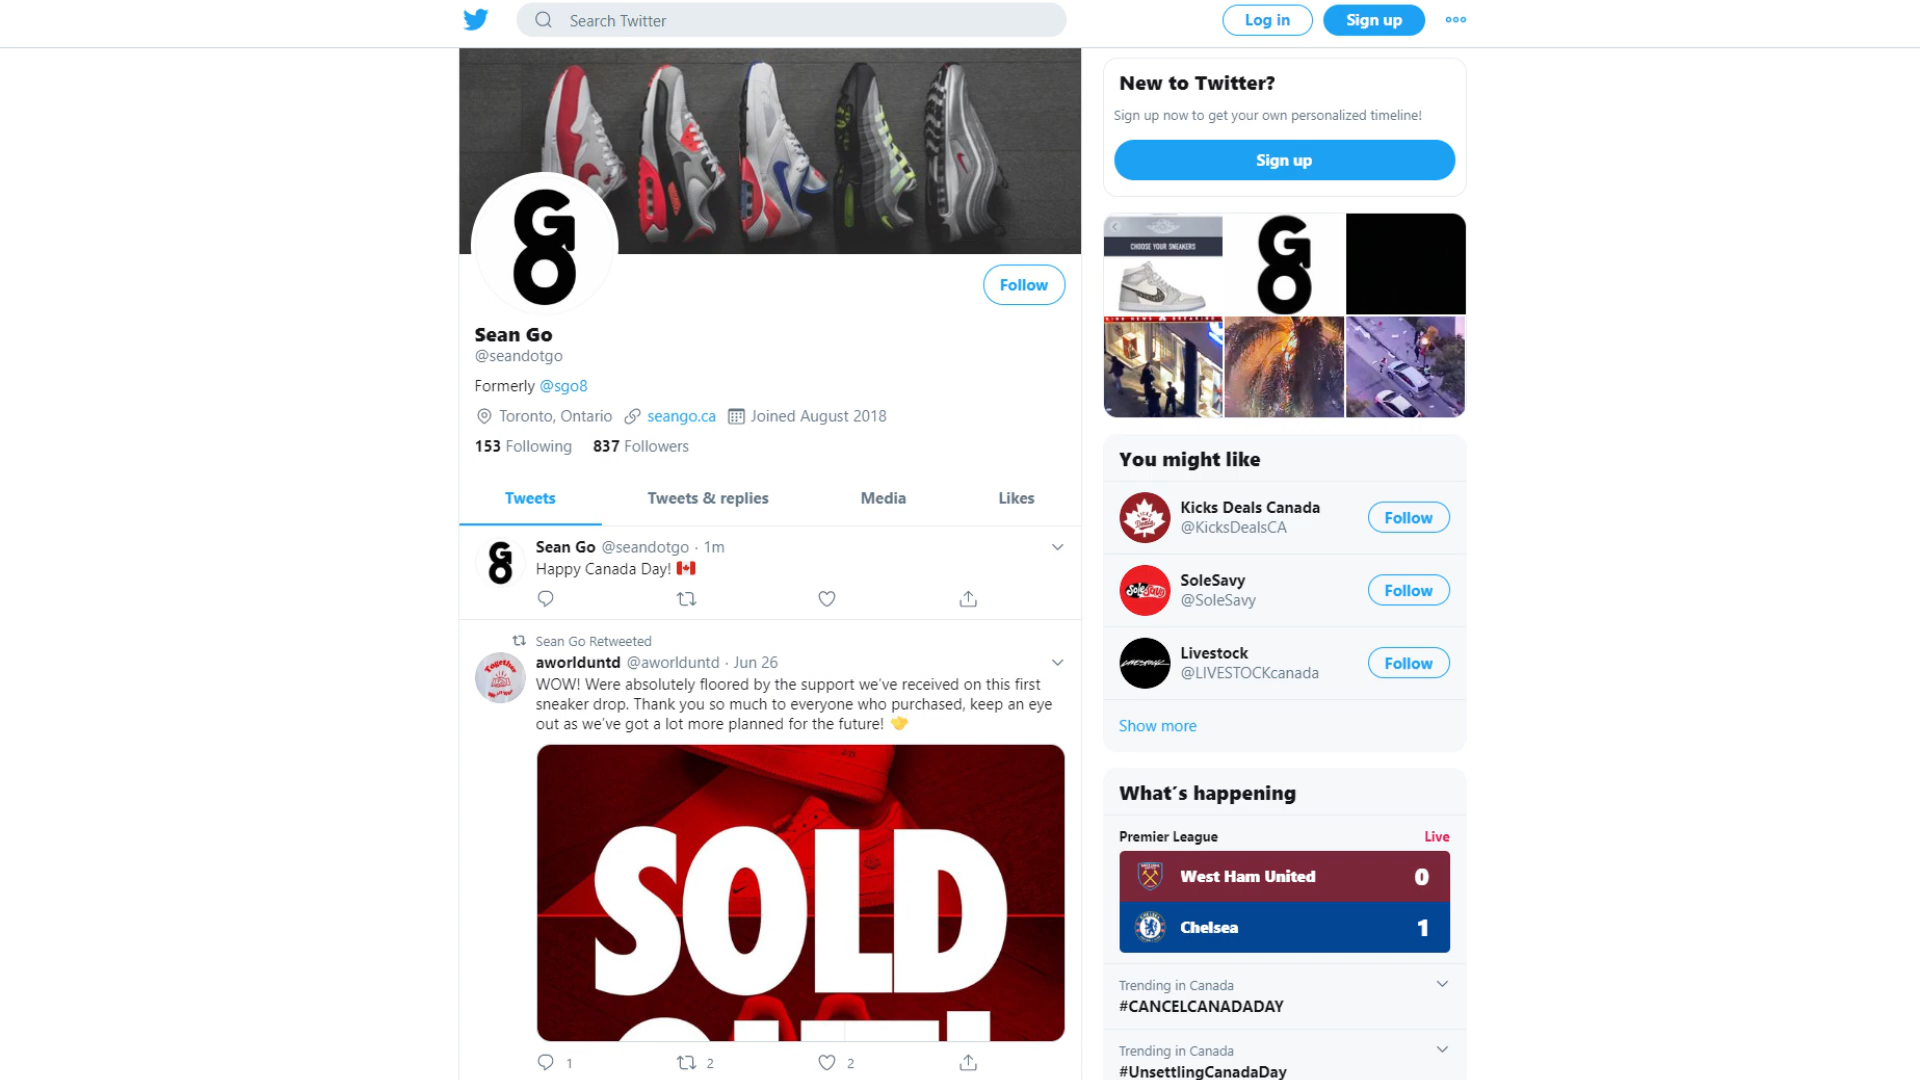 Search Twitter
Log in
Sign up
New to Twitter?
Sign up now to get your own personalized timeline!
Sign up
GO
CHOOSE YOUR SNEAKERS
GO
Follow
Sean Go
@seandotgo
Formerly @sgo8
Toronto, Ontario seango.ca Joined August 2018
153 Following 837 Followers
Tweets Tweets & replies Media Likes
GO
Sean Go @seandotgo · 1m
Happy Canada Day! 🇨🇦
Sean Go Retweeted
Together
aworlduntd @aworlduntd · Jun 26
WOW! Were absolutely floored by the support we've received on this first
sneaker drop. Thank you so much to everyone who purchased, keep an eye
out as we've got a lot more planned for the future!
SOLD
1 2 2
You might like
Kicks Deals Canada
@KicksDealsCA
Follow
SoleSavy
SoleSavy
@SoleSavy
Follow
LIVESTOCK
Livestock
@LIVESTOCKcanada
Follow
Show more
What's happening
Premier League Live
West Ham United 0
Chelsea 1
Trending in Canada
#CANCELCANADADAY
Trending in Canada
#UnsettlingCanadaDay